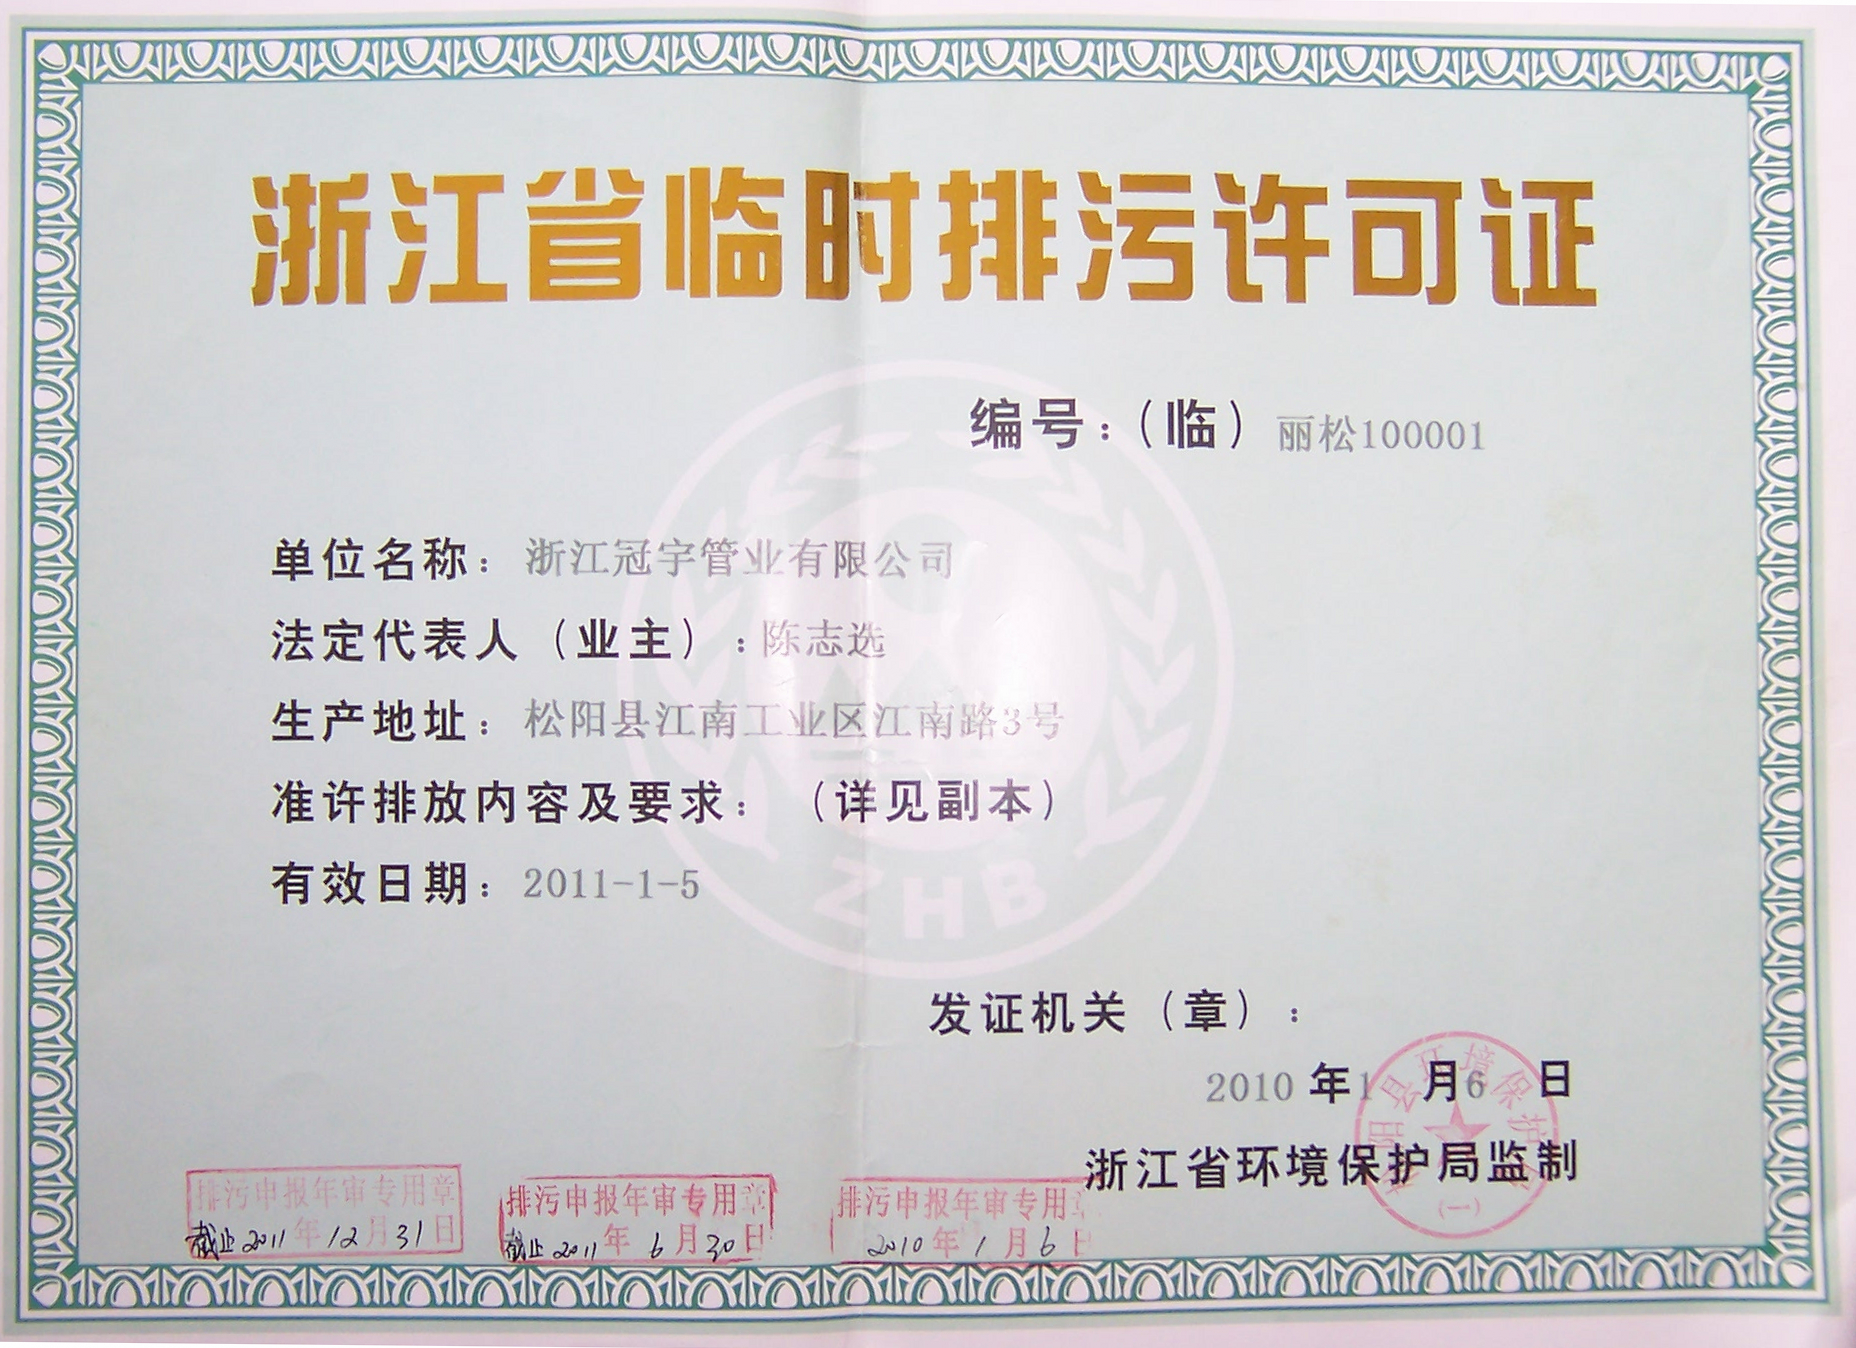 浙江省临时排污许可证
编号：（临）丽松100001
单位名称：浙江冠宇管业有限公司
法定代表人（业主）：陈志选
生产地址：松阳县江南工业区江南路3号
准许排放内容及要求：（详见副本）
有效日期：2011-1-5
ZHB
发证机关（章）：
2010年1月6日
浙江省环境保护局监制
阳县环境保护
（一）
排污申报年审专用章
截止2011年12月31日
排污申报年审专用章
截止2011年6月30日
排污申报年审专用章
2010年1月6日